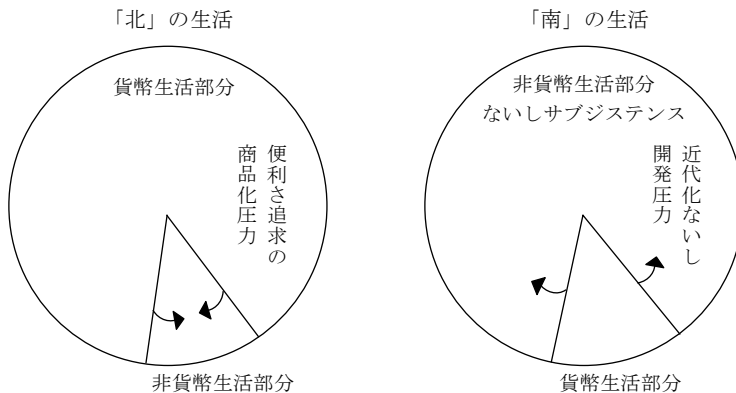 「北」の生活
貨幣生活部分
便利さ追求の
商品化圧力
非貨幣生活部分
「南」の生活
非貨幣生活部分
ないしサブジステンス
近代化ないし
開発圧力
貨幣生活部分